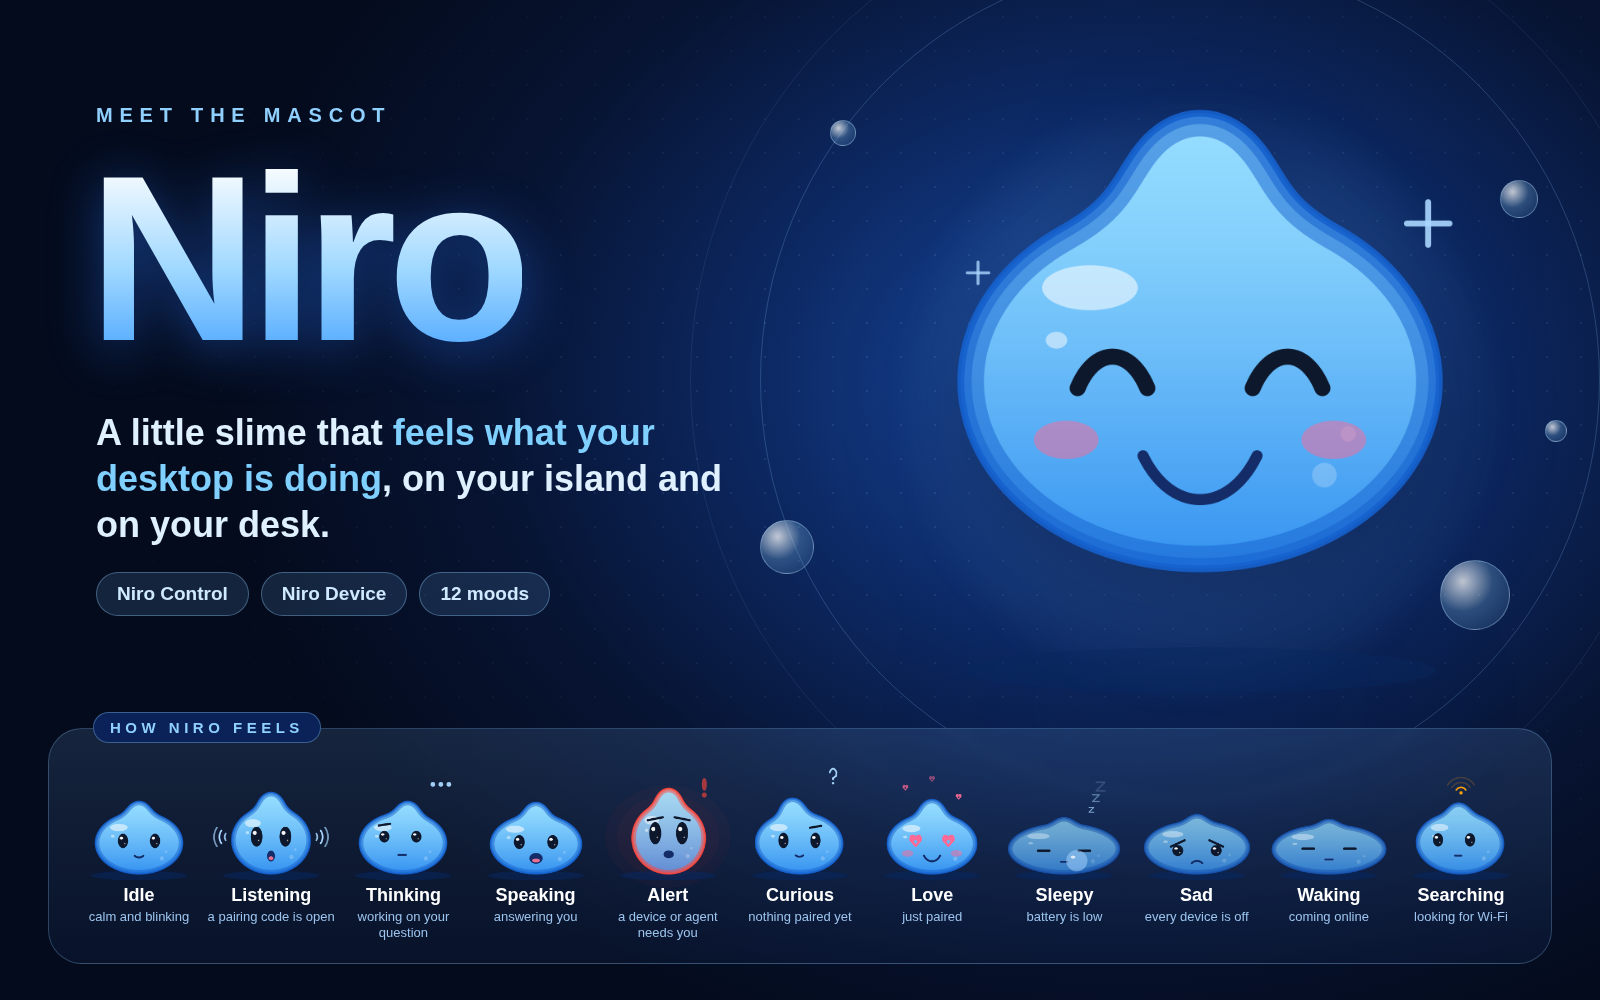 MEET THE MASCOT
Niro
A little slime that feels what your
desktop is doing, on your island and
on your desk.
Niro Control
Niro Device
12 moods
HOW NIRO FEELS
?
!
z
Z
Z
Idle
calm and blinking
Listening
a pairing code is open
Thinking
working on your
question
Speaking
answering you
Alert
a device or agent
needs you
Curious
nothing paired yet
Love
just paired
Sleepy
battery is low
Sad
every device is off
Waking
coming online
Searching
looking for Wi-Fi